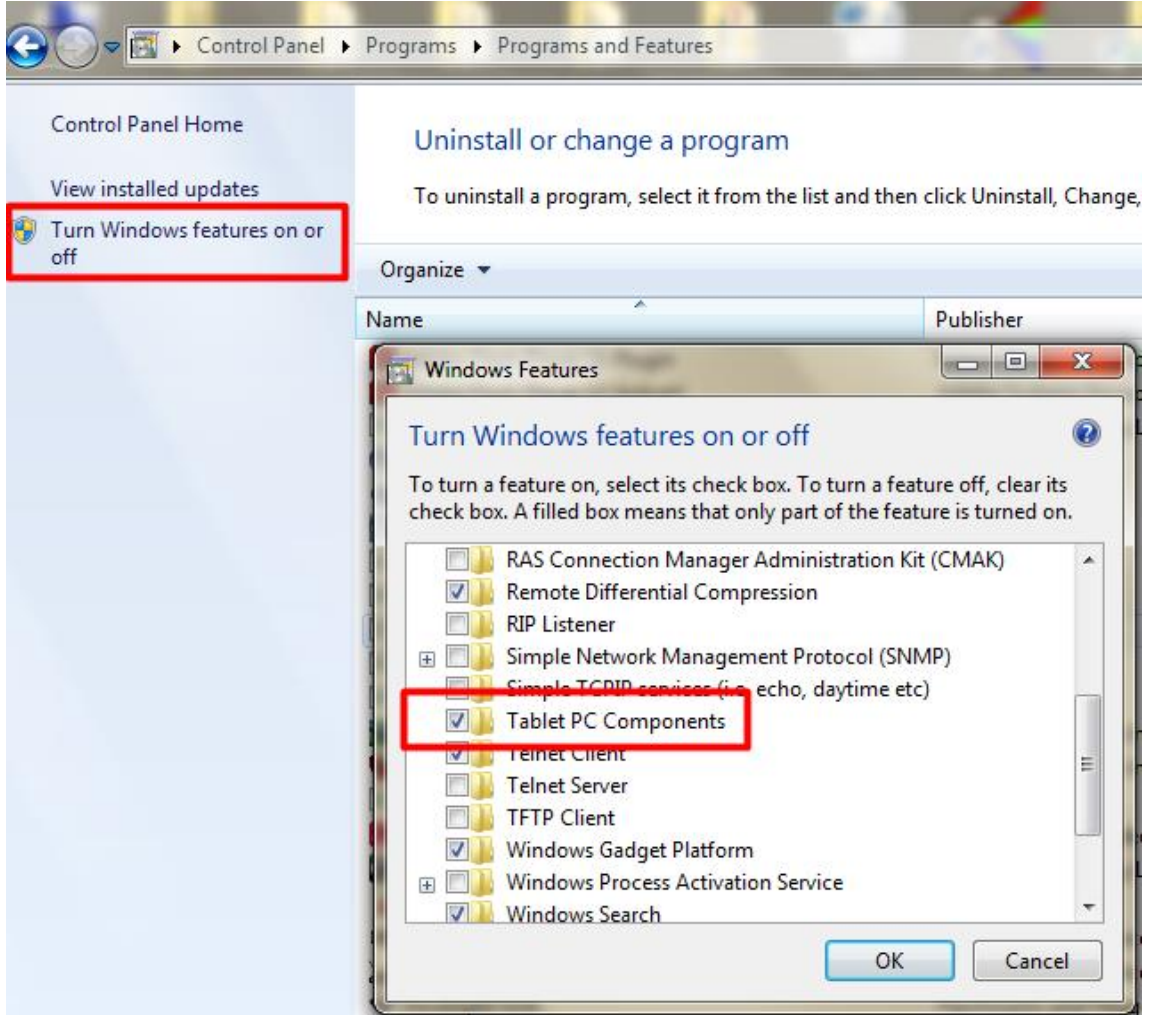 Control Panel Programs Programs and Features
Control Panel Home
View installed updates
Turn Windows features on or
off
Uninstall or change a program
To uninstall a program, select it from the list and then click Uninstall, Change,
Organize
Name Publisher
Windows Features
Turn Windows features on or off
To turn a feature on, select its check box. To turn a feature off, clear its
check box. A filled box means that only part of the feature is turned on.
RAS Connection Manager Administration Kit (CMAK)
Remote Differential Compression
RIP Listener
Simple Network Management Protocol (SNMP)
Simple TCPIP services (i.e. echo, daytime etc)
Tablet PC Components
Telnet Client
Telnet Server
TFTP Client
Windows Gadget Platform
Windows Process Activation Service
Windows Search
OK Cancel